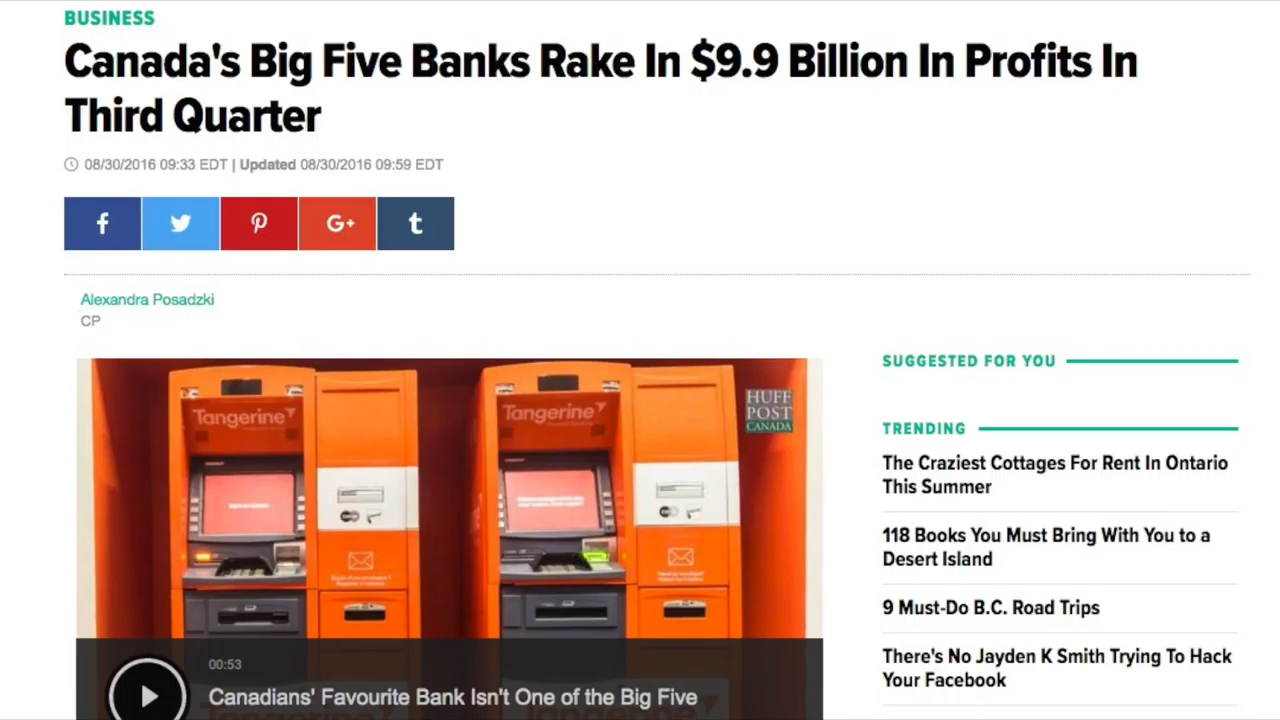 BUSINESS
Canada's Big Five Banks Rake In $9.9 Billion In Profits In
Third Quarter
08/30/2016 09:33 EDT | Updated 08/30/2016 09:59 EDT
f
G+
t
Alexandra Posadzki
CP
Tangerine
Tangerine
HUFF
POST
CANADA
00:53
Canadians' Favourite Bank Isn't One of the Big Five
SUGGESTED FOR YOU
TRENDING
The Craziest Cottages For Rent In Ontario
This Summer
118 Books You Must Bring With You to a
Desert Island
9 Must-Do B.C. Road Trips
There's No Jayden K Smith Trying To Hack
Your Facebook